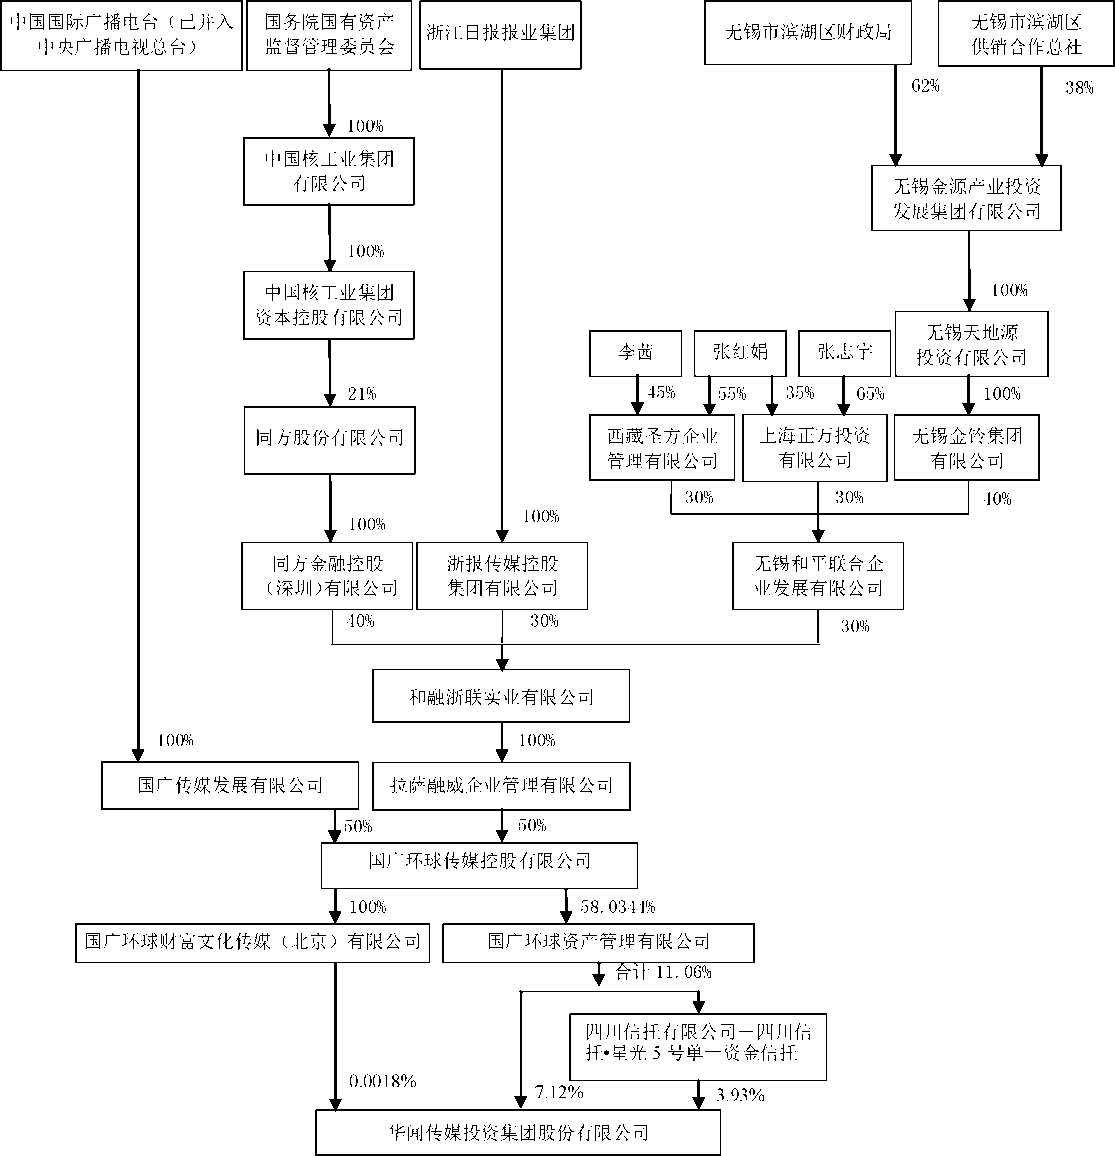 中国国际广播电台（已并入
中央广播电视总台）
国务院国有资产
监督管理委员会
浙江日报报业集团
无锡市滨湖区财政局
无锡市滨湖区
供销合作总社
62%
38%
100%
中国核工业集团
有限公司
无锡金源产业投资
发展集团有限公司
100%
中国核工业集团
资本控股有限公司
100%
无锡天地源
投资有限公司
李茜
张红娟
张志宇
21%
45%
55%
35%
65%
100%
同方股份有限公司
西藏圣方企业
管理有限公司
上海正万投资
有限公司
无锡金铃集团
有限公司
30%
30%
40%
100%
100%
同方金融控股
（深圳）有限公司
浙报传媒控股
集团有限公司
无锡和平联合企
业发展有限公司
40%
30%
30%
和融浙联实业有限公司
100%
100%
国广传媒发展有限公司
拉萨融威企业管理有限公司
50%
50%
国广环球传媒控股有限公司
100%
58.0344%
国广环球财富文化传媒（北京）有限公司
国广环球资产管理有限公司
合计 11.06%
四川信托有限公司－四川信
托•星光 5 号单一资金信托
0.0018%
7.12%
3.93%
华闻传媒投资集团股份有限公司